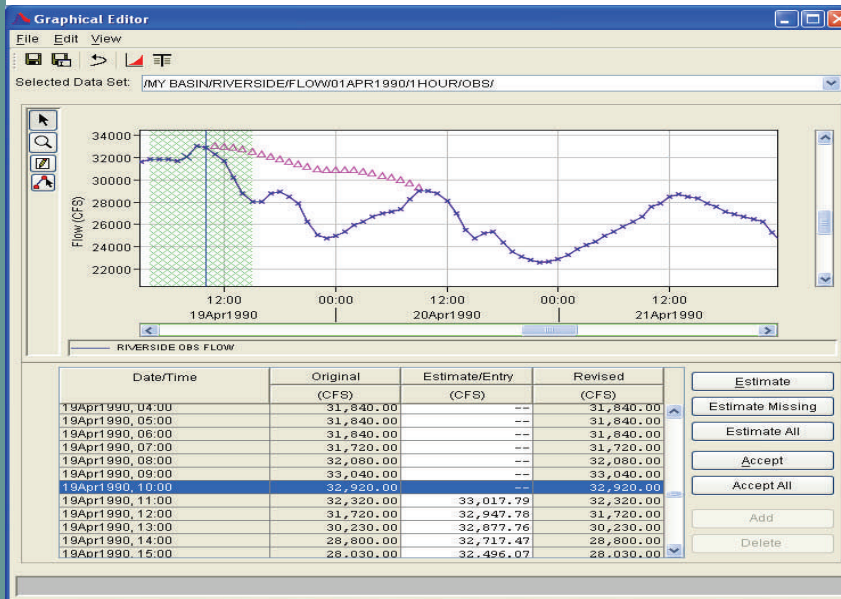 Graphical Editor
File Edit View
Selected Data Set: /MY BASIN/RIVERSIDE/FLOW/01APR1990/1HOUR/OBS/
Flow (CFS)
34000
32000
30000
28000
26000
24000
22000
12:00 00:00 12:00 00:00 12:00
19Apr1990 | 20Apr1990 | 21Apr1990
RIVERSIDE OBS FLOW
Date/Time Original Estimate/Entry Revised
(CFS) (CFS) (CFS)
19Apr1990, 04:00 31,840.00 -- 31,840.00
19Apr1990, 05:00 31,840.00 -- 31,840.00
19Apr1990, 06:00 31,840.00 -- 31,840.00
19Apr1990, 07:00 31,720.00 -- 31,720.00
19Apr1990, 08:00 32,080.00 -- 32,080.00
19Apr1990, 09:00 33,040.00 -- 33,040.00
19Apr1990, 10:00 32,920.00 -- 32,920.00
19Apr1990, 11:00 32,320.00 33,017.79 32,320.00
19Apr1990, 12:00 31,720.00 32,947.78 31,720.00
19Apr1990, 13:00 30,230.00 32,877.76 30,230.00
19Apr1990, 14:00 28,800.00 32,717.47 28,800.00
19Apr1990, 15:00 28,030.00 32,496.07 28,030.00
Estimate
Estimate Missing
Estimate All
Accept
Accept All
Add
Delete